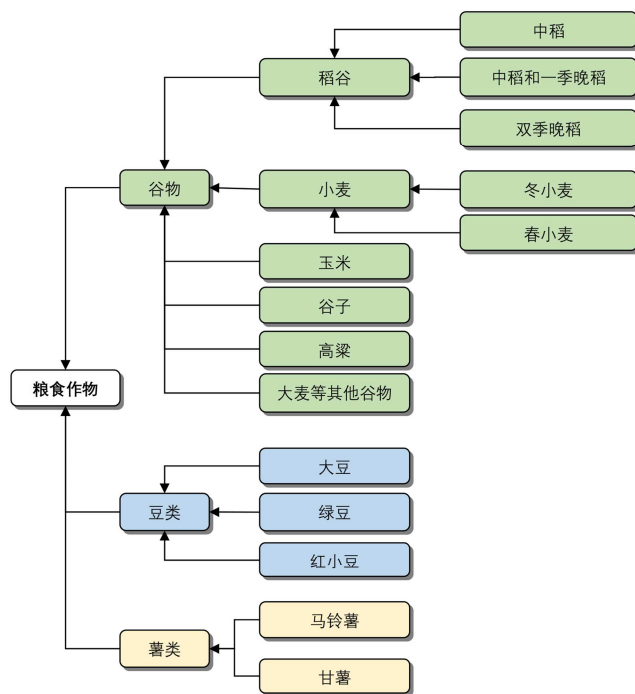 中稻
稻谷
中稻和一季晚稻
双季晚稻
谷物
小麦
冬小麦
春小麦
玉米
谷子
高粱
粮食作物
大麦等其他谷物
大豆
豆类
绿豆
红小豆
马铃薯
薯类
甘薯